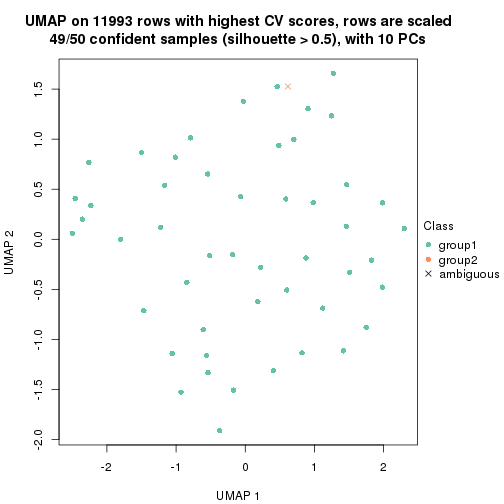 UMAP on 11993 rows with highest CV scores, rows are scaled
49/50 confident samples (silhouette > 0.5), with 10 PCs
1.5
1.0
0.5
0.0
-0.5
-1.0
-1.5
-2.0
UMAP 2
-2
-1
0
1
2
UMAP 1
Class
group1
group2
ambiguous